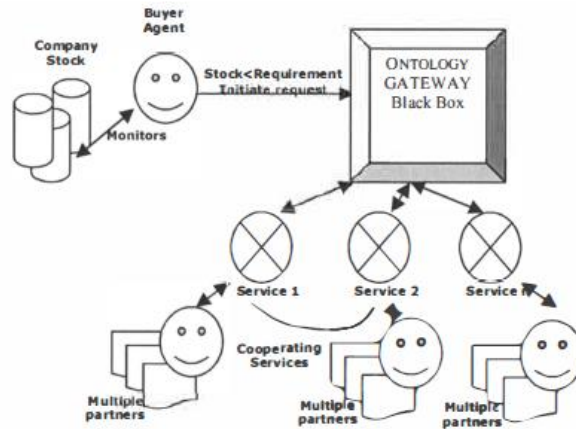 Buyer
Agent
Company
Stock
Stock<Requirement
Initiate request
Monitors
ONTOLOGY
GATEWAY
Black Box
Service 1
Service 2
Service
Cooperating
Services
Multiple
partners
Multiple
partners
Multiple
partners